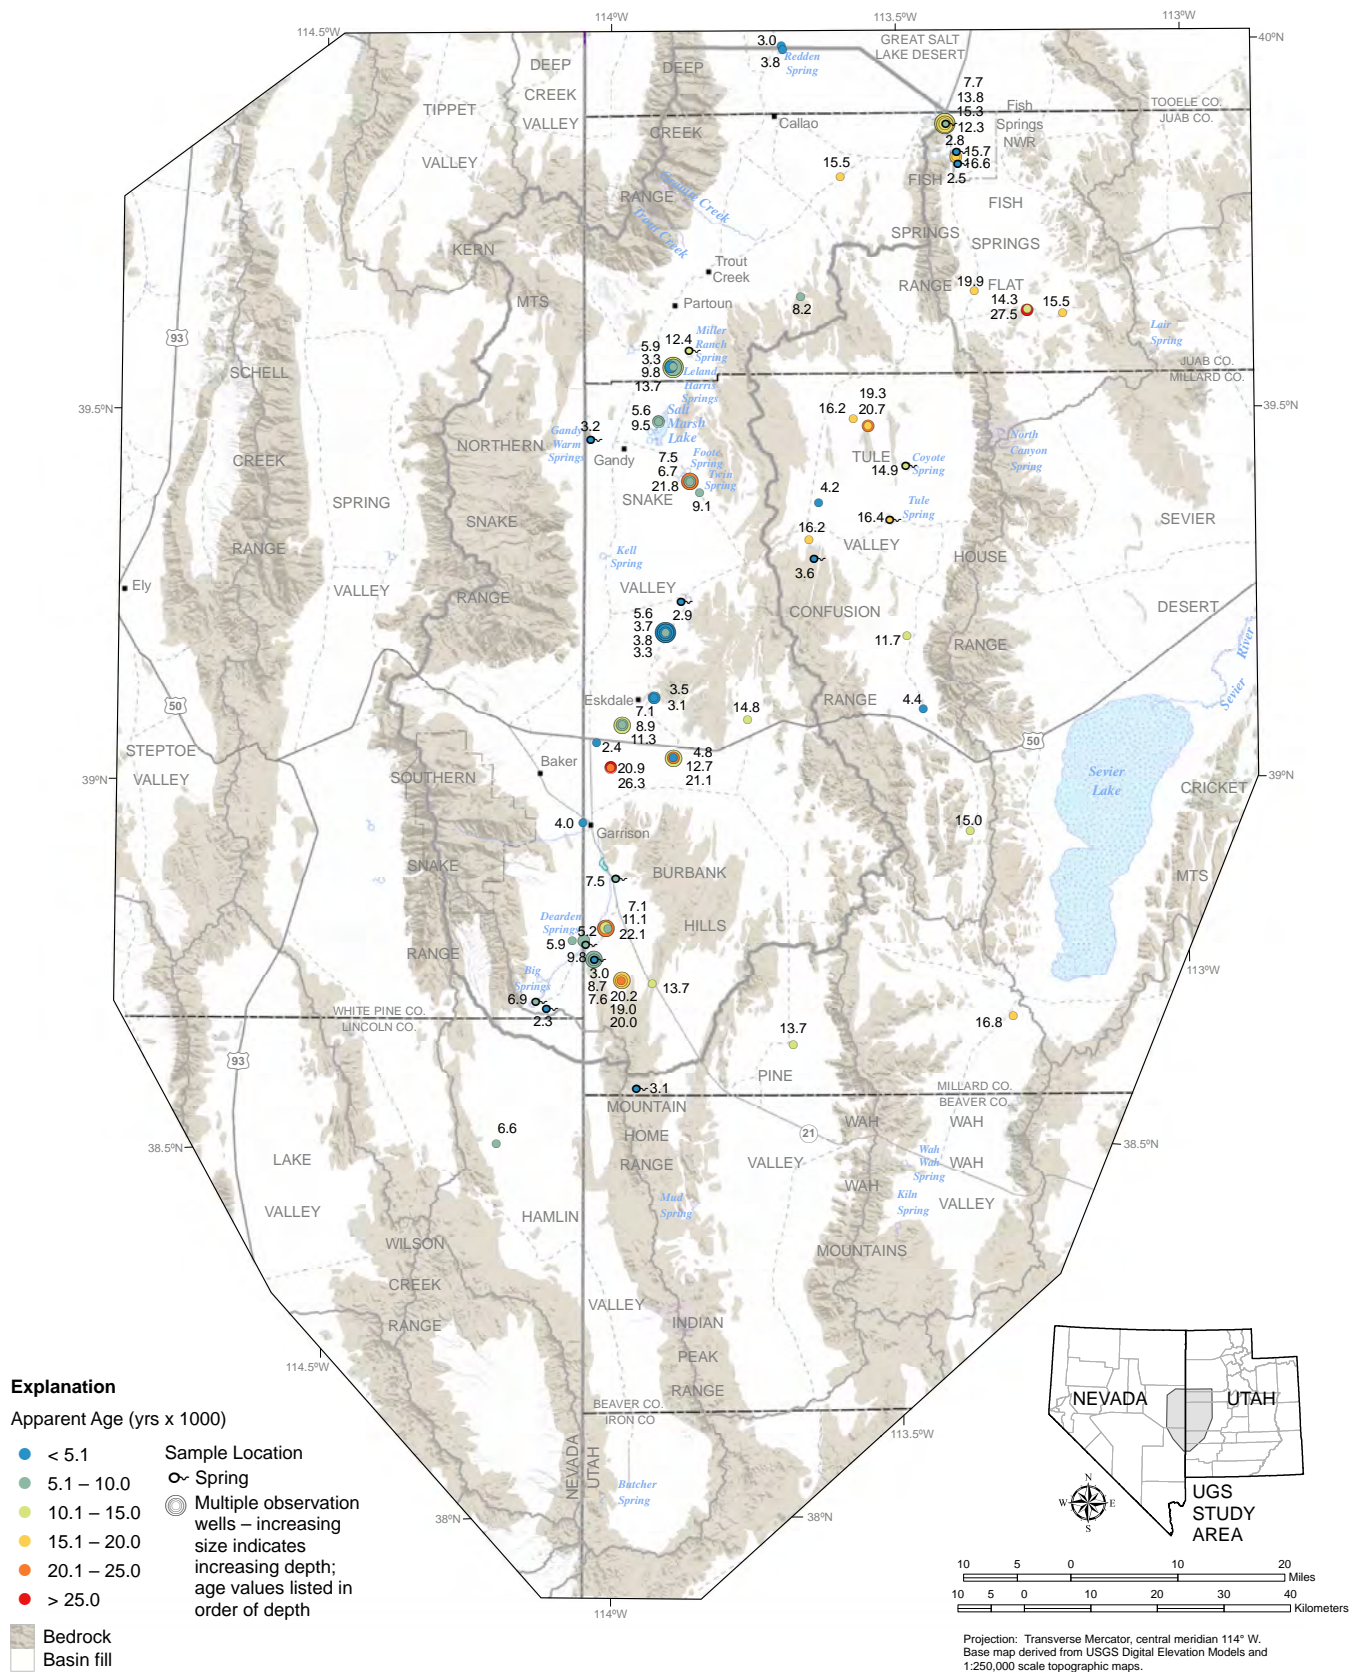 114°W
113.5°W
113°W
114.5°W
40°N
3.0
3.8
Redden
Spring
GREAT SALT
LAKE DESERT
DEEP
CREEK
VALLEY
DEEP
CREEK
RANGE
TIPPET
VALLEY
7.7
13.8
15.3
12.3
Fish
Springs
NWR
TOOELE CO.
JUAB CO.
Callao
2.8
15.7
16.6
2.5
15.5
FISH
SPRINGS
RANGE
FISH
SPRINGS
FLAT
Granite Creek
Trout Creek
KERN
MTS
Trout
Creek
Partoun
8.2
19.9
14.3
27.5
15.5
Lair
Spring
93
SCHELL
CREEK
RANGE
12.4
Miller
Ranch
Spring
5.9
3.3
9.8
13.7
Leland
Harris
Springs
JUAB CO.
MILLARD CO.
39.5°N
39.5°N
5.6
9.5
Salt
Marsh
Lake
19.3
16.2
20.7
3.2
Gandy
Warm
Springs
Gandy
NORTHERN
SNAKE
RANGE
North
Canyon
Spring
TULE
VALLEY
14.9
Coyote
Spring
7.5
6.7
21.8
Foote
Spring
Twin
Spring
9.1
SNAKE
VALLEY
4.2
16.4
Tule
Spring
SPRING
VALLEY
SEVIER
DESERT
16.2
3.6
Kell
Spring
HOUSE
RANGE
Ely
2.9
5.6
3.7
3.8
3.3
CONFUSION
RANGE
11.7
Sevier
River
Eskdale
3.5
3.1
7.1
8.9
11.3
14.8
4.4
50
50
STEPTOE
VALLEY
2.4
4.8
12.7
21.1
Baker
20.9
26.3
SOUTHERN
SNAKE
RANGE
39°N
39°N
Sevier
Lake
CRICKET
MTS
4.0
Garrison
15.0
7.5
BURBANK
HILLS
Dearden
Springs
5.2
5.9
7.1
11.1
22.1
9.8
3.0
8.7
7.6
Big
Springs
6.9
2.3
20.2
19.0
20.0
13.7
113°W
WHITE PINE CO.
LINCOLN CO.
13.7
16.8
93
PINE
VALLEY
3.1
MOUNTAIN
HOME
RANGE
MILLARD CO.
BEAVER CO.
21
WAH
WAH
MOUNTAINS
WAH
WAH
VALLEY
Wah
Wah
Spring
Kiln
Spring
38.5°N
38.5°N
6.6
LAKE
VALLEY
HAMLIN
VALLEY
Mud
Spring
WILSON
CREEK
RANGE
INDIAN
PEAK
RANGE
114.5°W
BEAVER CO.
IRON CO
113.5°W
NEVADA
UTAH
Butcher
Spring
38°N
38°N
114°W
Explanation
Apparent Age (yrs x 1000)
< 5.1
5.1 – 10.0
10.1 – 15.0
15.1 – 20.0
20.1 – 25.0
> 25.0
Bedrock
Basin fill
Sample Location
Spring
Multiple observation
wells – increasing
size indicates
increasing depth;
age values listed in
order of depth
NEVADA
UTAH
UGS
STUDY
AREA
N
W
E
S
10 5 0 10 20
Miles
10 5 0 10 20 30 40
Kilometers
Projection: Transverse Mercator, central meridian 114° W.
Base map derived from USGS Digital Elevation Models and
1:250,000 scale topographic maps.